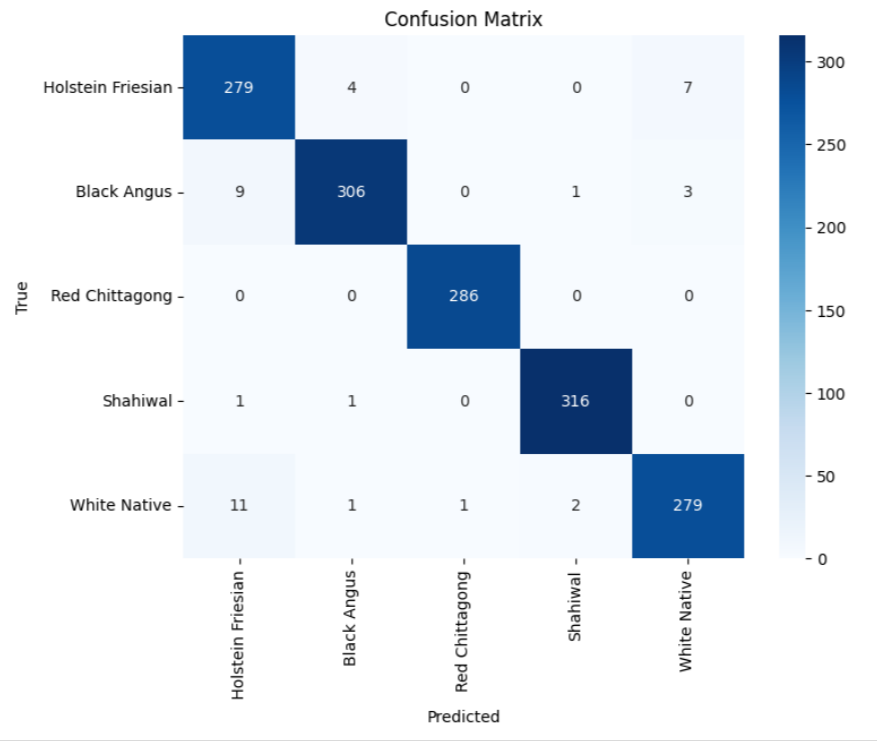 Confusion Matrix
Holstein Friesian 279 4 0 0 7
Black Angus 9 306 0 1 3
Red Chittagong 0 0 286 0 0
Shahiwal 1 1 0 316 0
White Native 11 1 1 2 279
True
Holstein Friesian
Black Angus
Red Chittagong
Shahiwal
White Native
Predicted
300
250
200
150
100
50
0